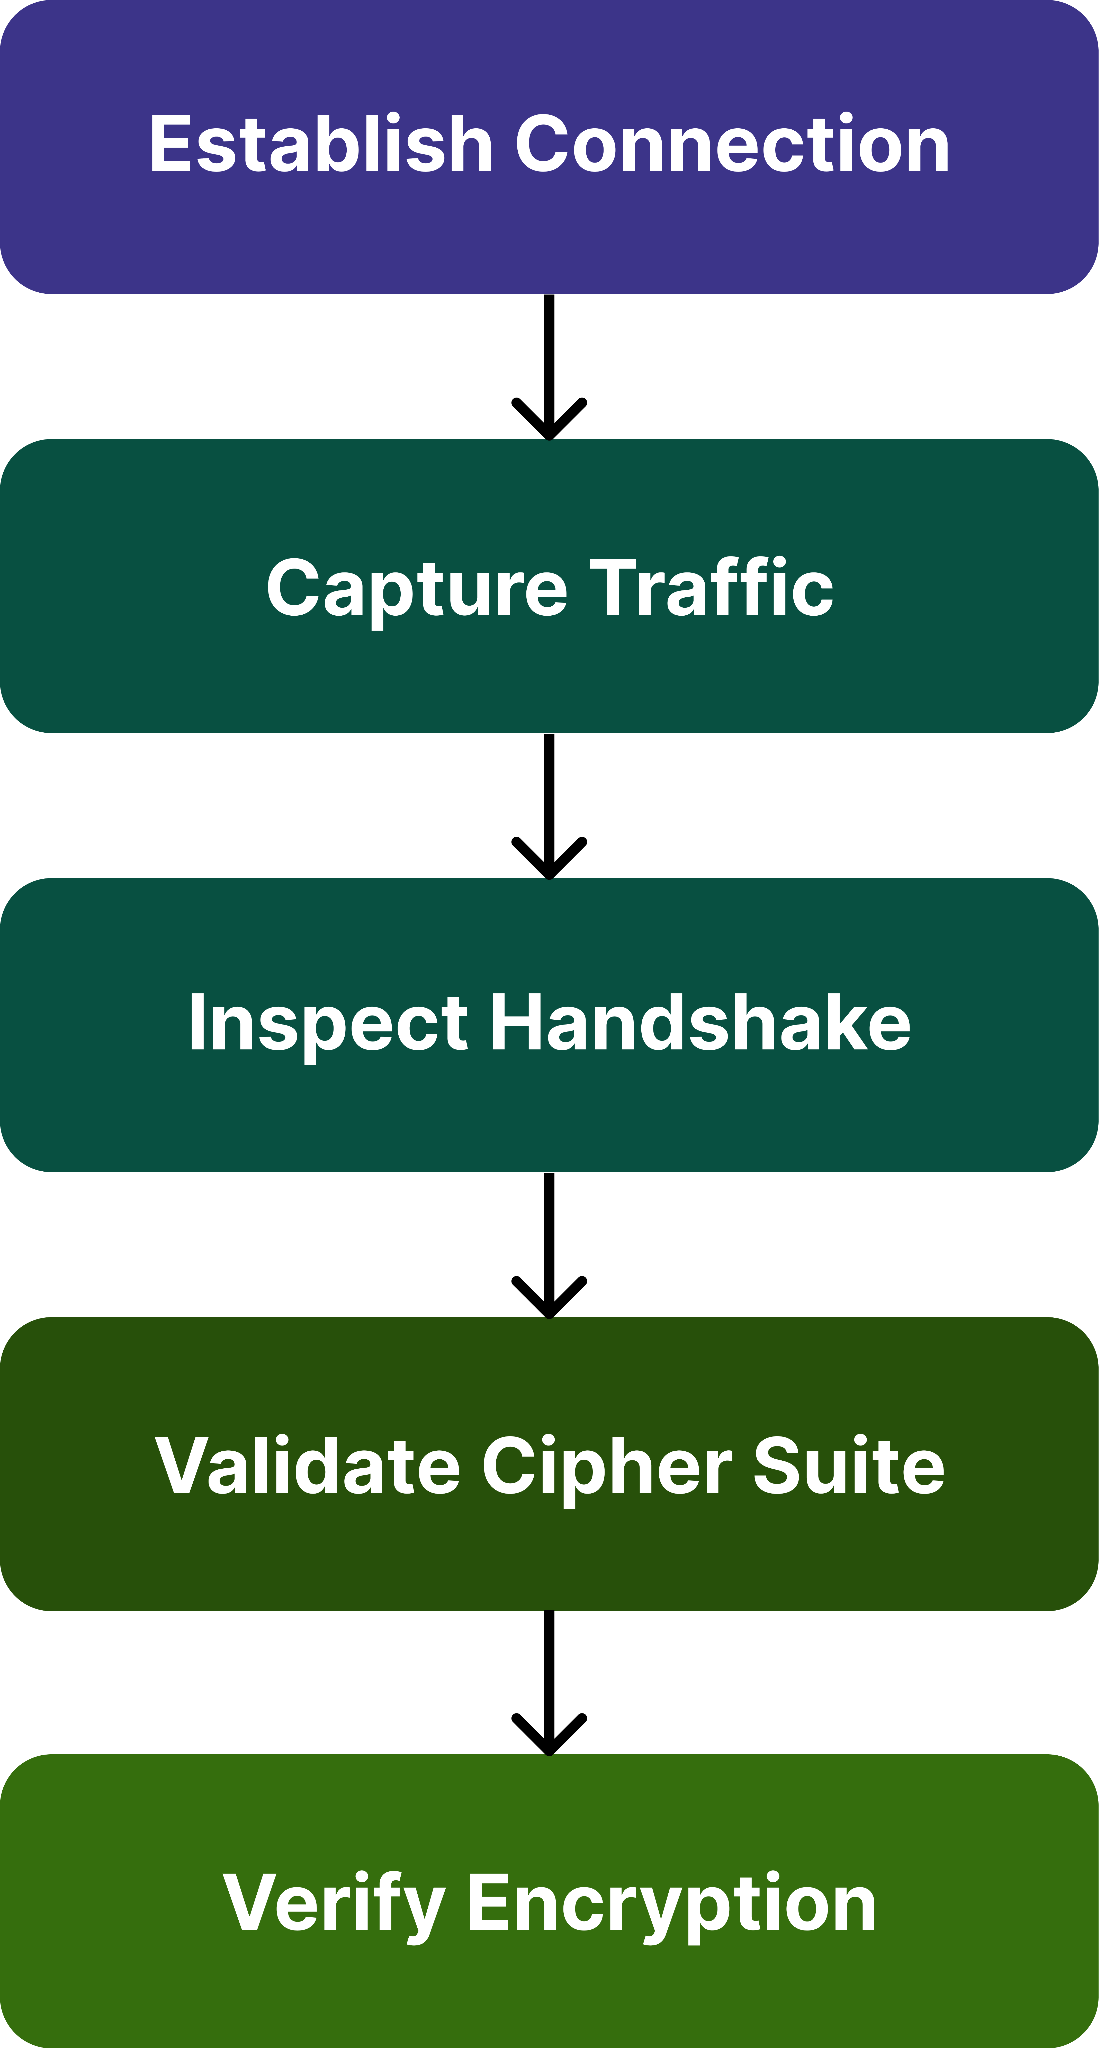 Establish Connection
Capture Traffic
Inspect Handshake
Validate Cipher Suite
Verify Encryption